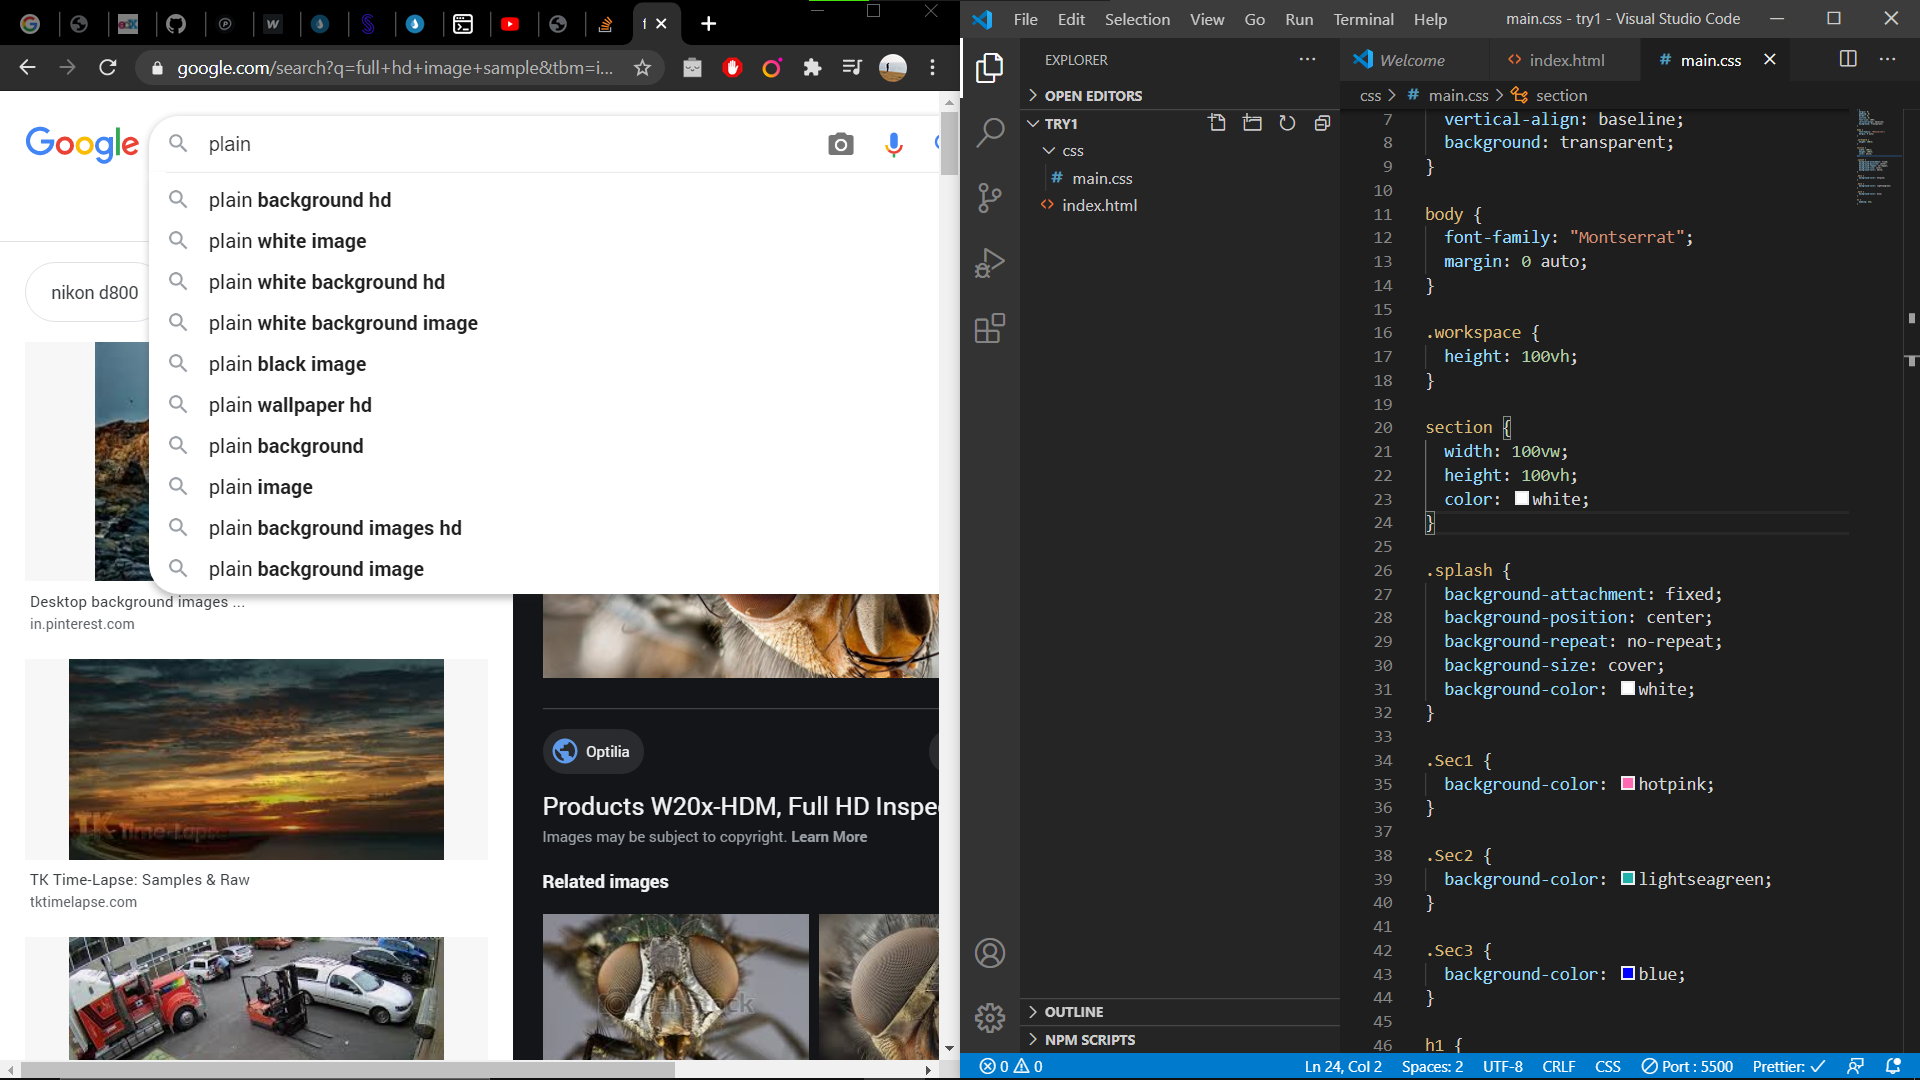 google.com/search?q=full+hd+image+sample&tbm=i...
Google
plain
plain background hd
plain white image
plain white background hd
plain white background image
plain black image
plain wallpaper hd
plain background
plain image
plain background images hd
plain background image
nikon d800
Desktop background images ...
in.pinterest.com
TK Time-Lapse
TK Time-Lapse: Samples & Raw
tktimelapse.com
Optilia
Products W20x-HDM, Full HD Inspe
Images may be subject to copyright. Learn More
Related images
File Edit Selection View Go Run Terminal Help
main.css - try1 - Visual Studio Code
EXPLORER
OPEN EDITORS
TRY1
css
# main.css
<> index.html
OUTLINE
NPM SCRIPTS
Welcome
<> index.html
# main.css
css > # main.css > section
7 vertical-align: baseline;
8 background: transparent;
9 }
10
11 body {
12 font-family: "Montserrat";
13 margin: 0 auto;
14 }
15
16 .workspace {
17 height: 100vh;
18 }
19
20 section {
21 width: 100vw;
22 height: 100vh;
23 color: white;
24 }
25
26 .splash {
27 background-attachment: fixed;
28 background-position: center;
29 background-repeat: no-repeat;
30 background-size: cover;
31 background-color: white;
32 }
33
34 .Sec1 {
35 background-color: hotpink;
36 }
37
38 .Sec2 {
39 background-color: lightseagreen;
40 }
41
42 .Sec3 {
43 background-color: blue;
44 }
45
46 h1 {
0 0
Ln 24, Col 2 Spaces: 2 UTF-8 CRLF CSS Port : 5500 Prettier: